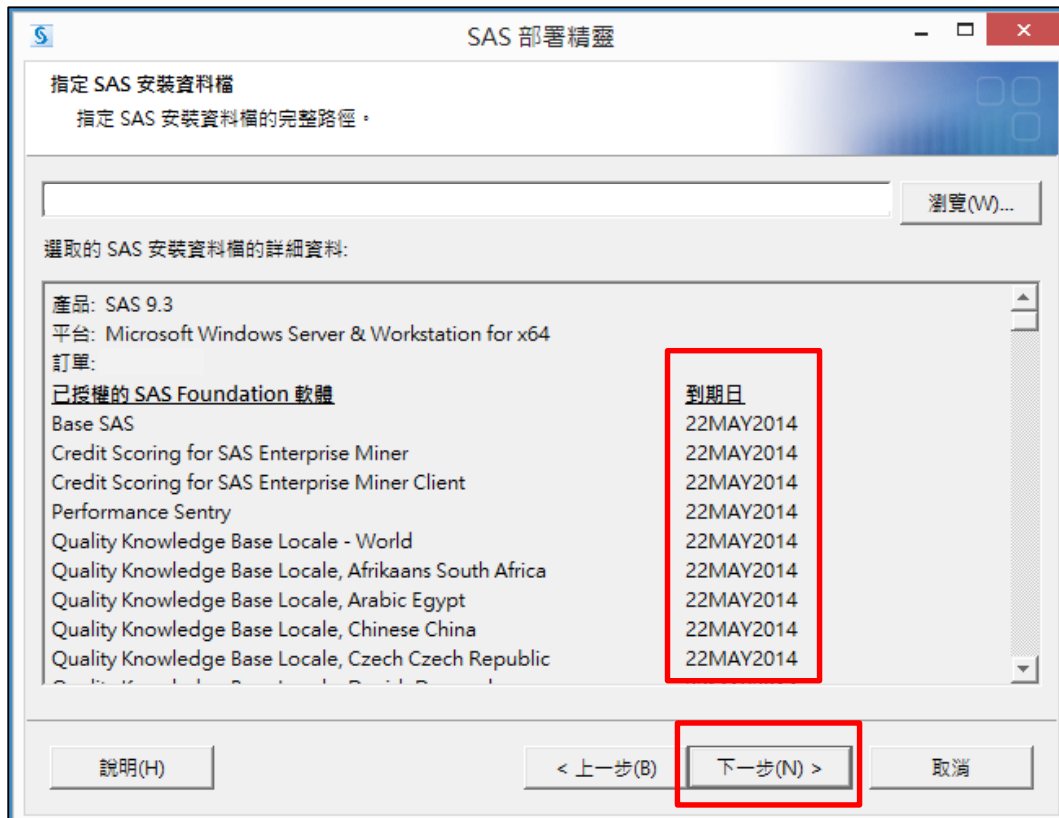 SAS 部署精靈
指定 SAS 安裝資料檔
指定 SAS 安裝資料檔的完整路徑。
瀏覽(W)...
選取的 SAS 安裝資料檔的詳細資料:
產品: SAS 9.3
平台: Microsoft Windows Server & Workstation for x64
訂單:
已授權的 SAS Foundation 軟體 到期日
Base SAS 22MAY2014
Credit Scoring for SAS Enterprise Miner 22MAY2014
Credit Scoring for SAS Enterprise Miner Client 22MAY2014
Performance Sentry 22MAY2014
Quality Knowledge Base Locale - World 22MAY2014
Quality Knowledge Base Locale, Afrikaans South Africa 22MAY2014
Quality Knowledge Base Locale, Arabic Egypt 22MAY2014
Quality Knowledge Base Locale, Chinese China 22MAY2014
Quality Knowledge Base Locale, Czech Czech Republic 22MAY2014
說明(H) < 上一步(B) 下一步(N) > 取消